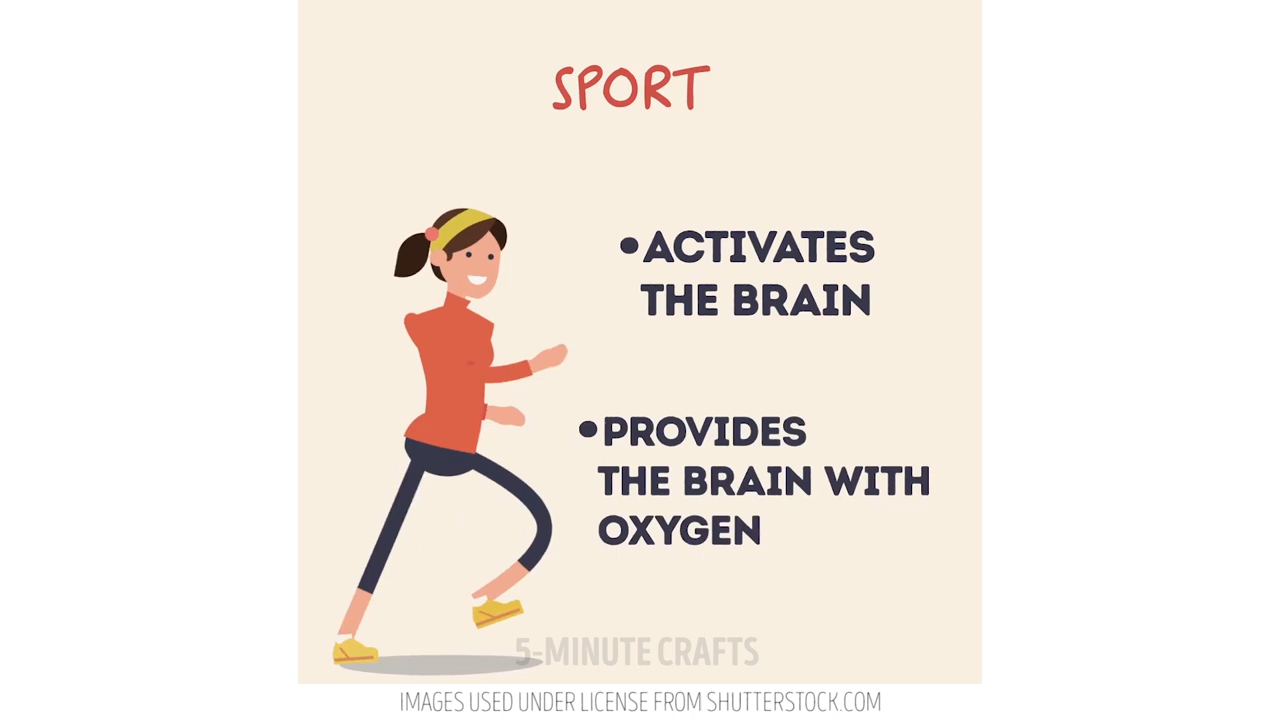 SPORT
•ACTIVATES
THE BRAIN
•PROVIDES
THE BRAIN WITH
OXYGEN
5-MINUTE CRAFTS
IMAGES USED UNDER LICENSE FROM SHUTTERSTOCK.COM